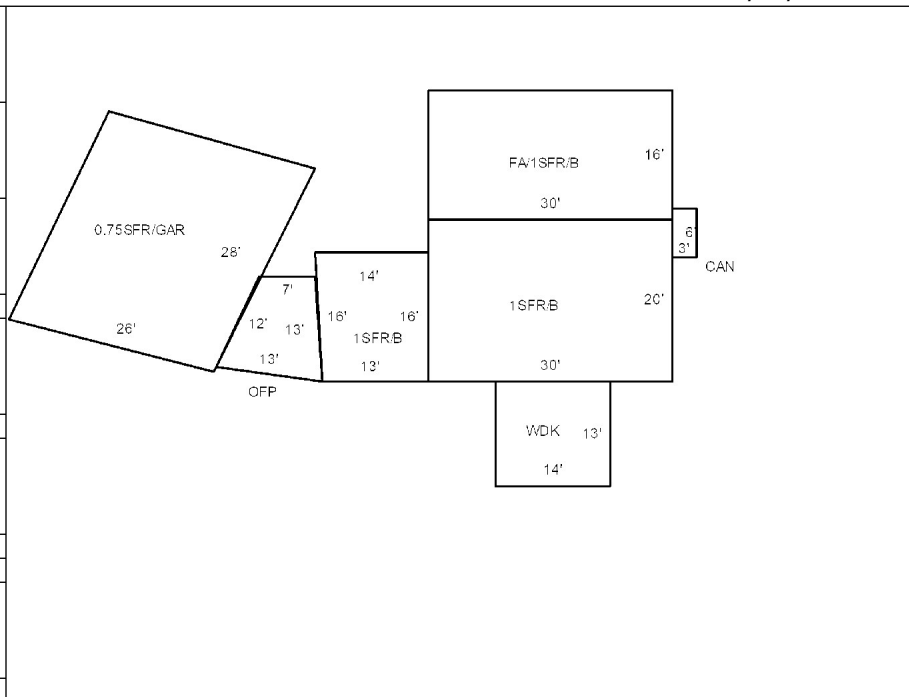 FA/1SFR/B
16'
30'
0.75SFR/GAR
28'
26'
6'
3'
CAN
7'
12'
13'
13'
OFP
14'
16'
16'
1SFR/B
13'
1SFR/B
20'
30'
WDK
13'
14'